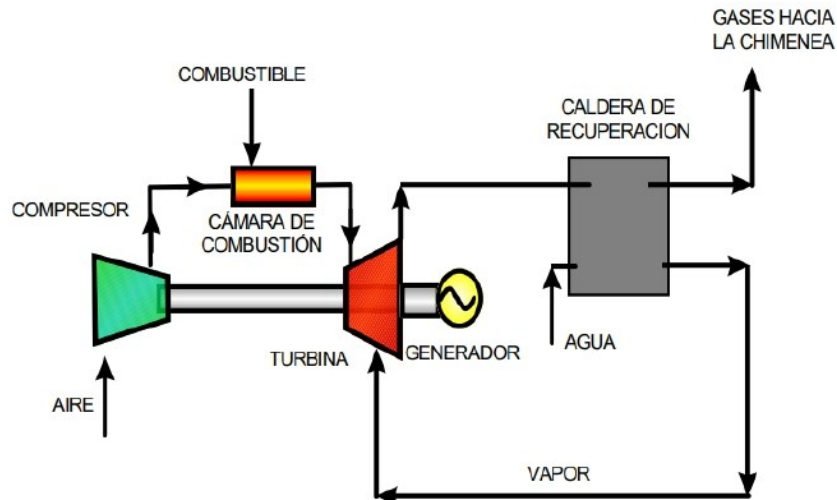 GASES HACIA
LA CHIMENEA
COMBUSTIBLE
CALDERA DE
RECUPERACION
COMPRESOR
CÁMARA DE
COMBUSTIÓN
TURBINA
GENERADOR
AGUA
AIRE
VAPOR